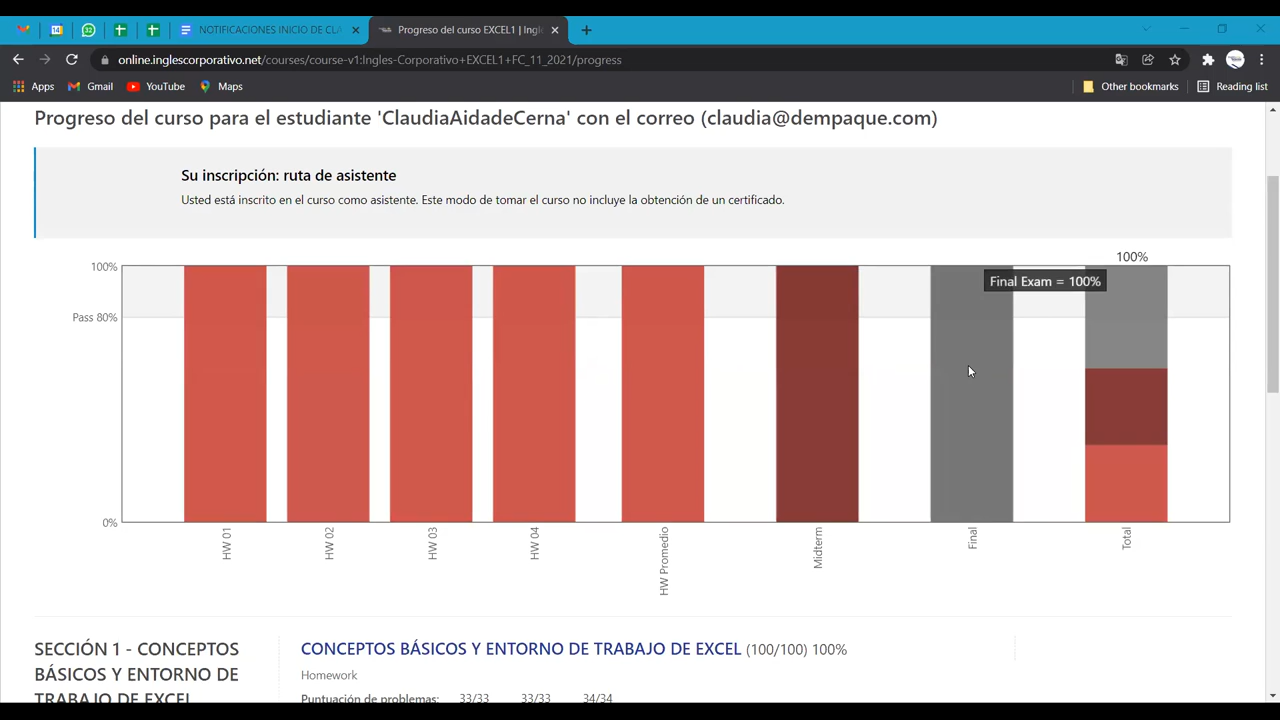 NOTIFICACIONES INICIO DE CLA
Progreso del curso EXCEL1 | Ingl
online.inglescorporativo.net/courses/course-v1:Ingles-Corporativo+EXCEL1+FC_11_2021/progress
Apps
Gmail
YouTube
Maps
Other bookmarks
Reading list
Progreso del curso para el estudiante 'ClaudiaAidadeCerna' con el correo (claudia@dempaque.com)
Su inscripción: ruta de asistente
Usted está inscrito en el curso como asistente. Este modo de tomar el curso no incluye la obtención de un certificado.
100%
100%
Final Exam = 100%
Pass 80%
0%
HW 01
HW 02
HW 03
HW 04
HW Promedio
Midterm
Final
Total
SECCIÓN 1 - CONCEPTOS
BÁSICOS Y ENTORNO DE
TRABAJO DE EXCEL
CONCEPTOS BÁSICOS Y ENTORNO DE TRABAJO DE EXCEL (100/100) 100%
Homework
Puntuación de problemas: 33/33 33/33 34/34